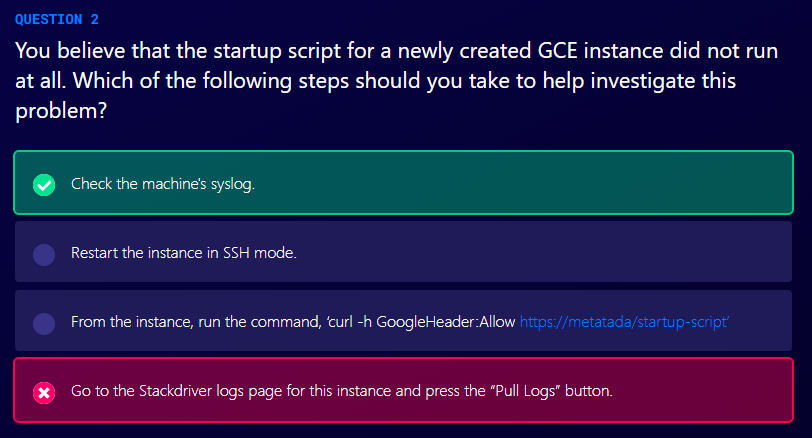 QUESTION 2
You believe that the startup script for a newly created GCE instance did not run
at all. Which of the following steps should you take to help investigate this
problem?
Check the machine's syslog.
Restart the instance in SSH mode.
From the instance, run the command, ‘curl -h GoogleHeader:Allow https://metatada/startup-script’
Go to the Stackdriver logs page for this instance and press the “Pull Logs” button.